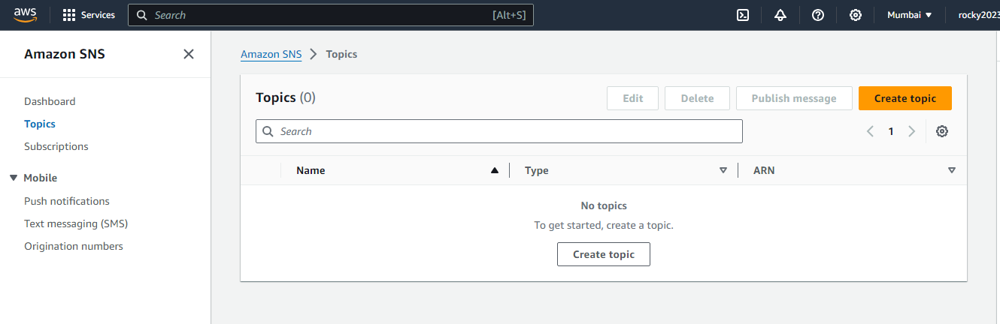 aws Services Search [Alt+S] Mumbai rocky2023
Amazon SNS
Dashboard
Topics
Subscriptions
Mobile
Push notifications
Text messaging (SMS)
Origination numbers
Amazon SNS > Topics
Topics (0) Edit Delete Publish message Create topic
Search 1
Name Type ARN
No topics
To get started, create a topic.
Create topic